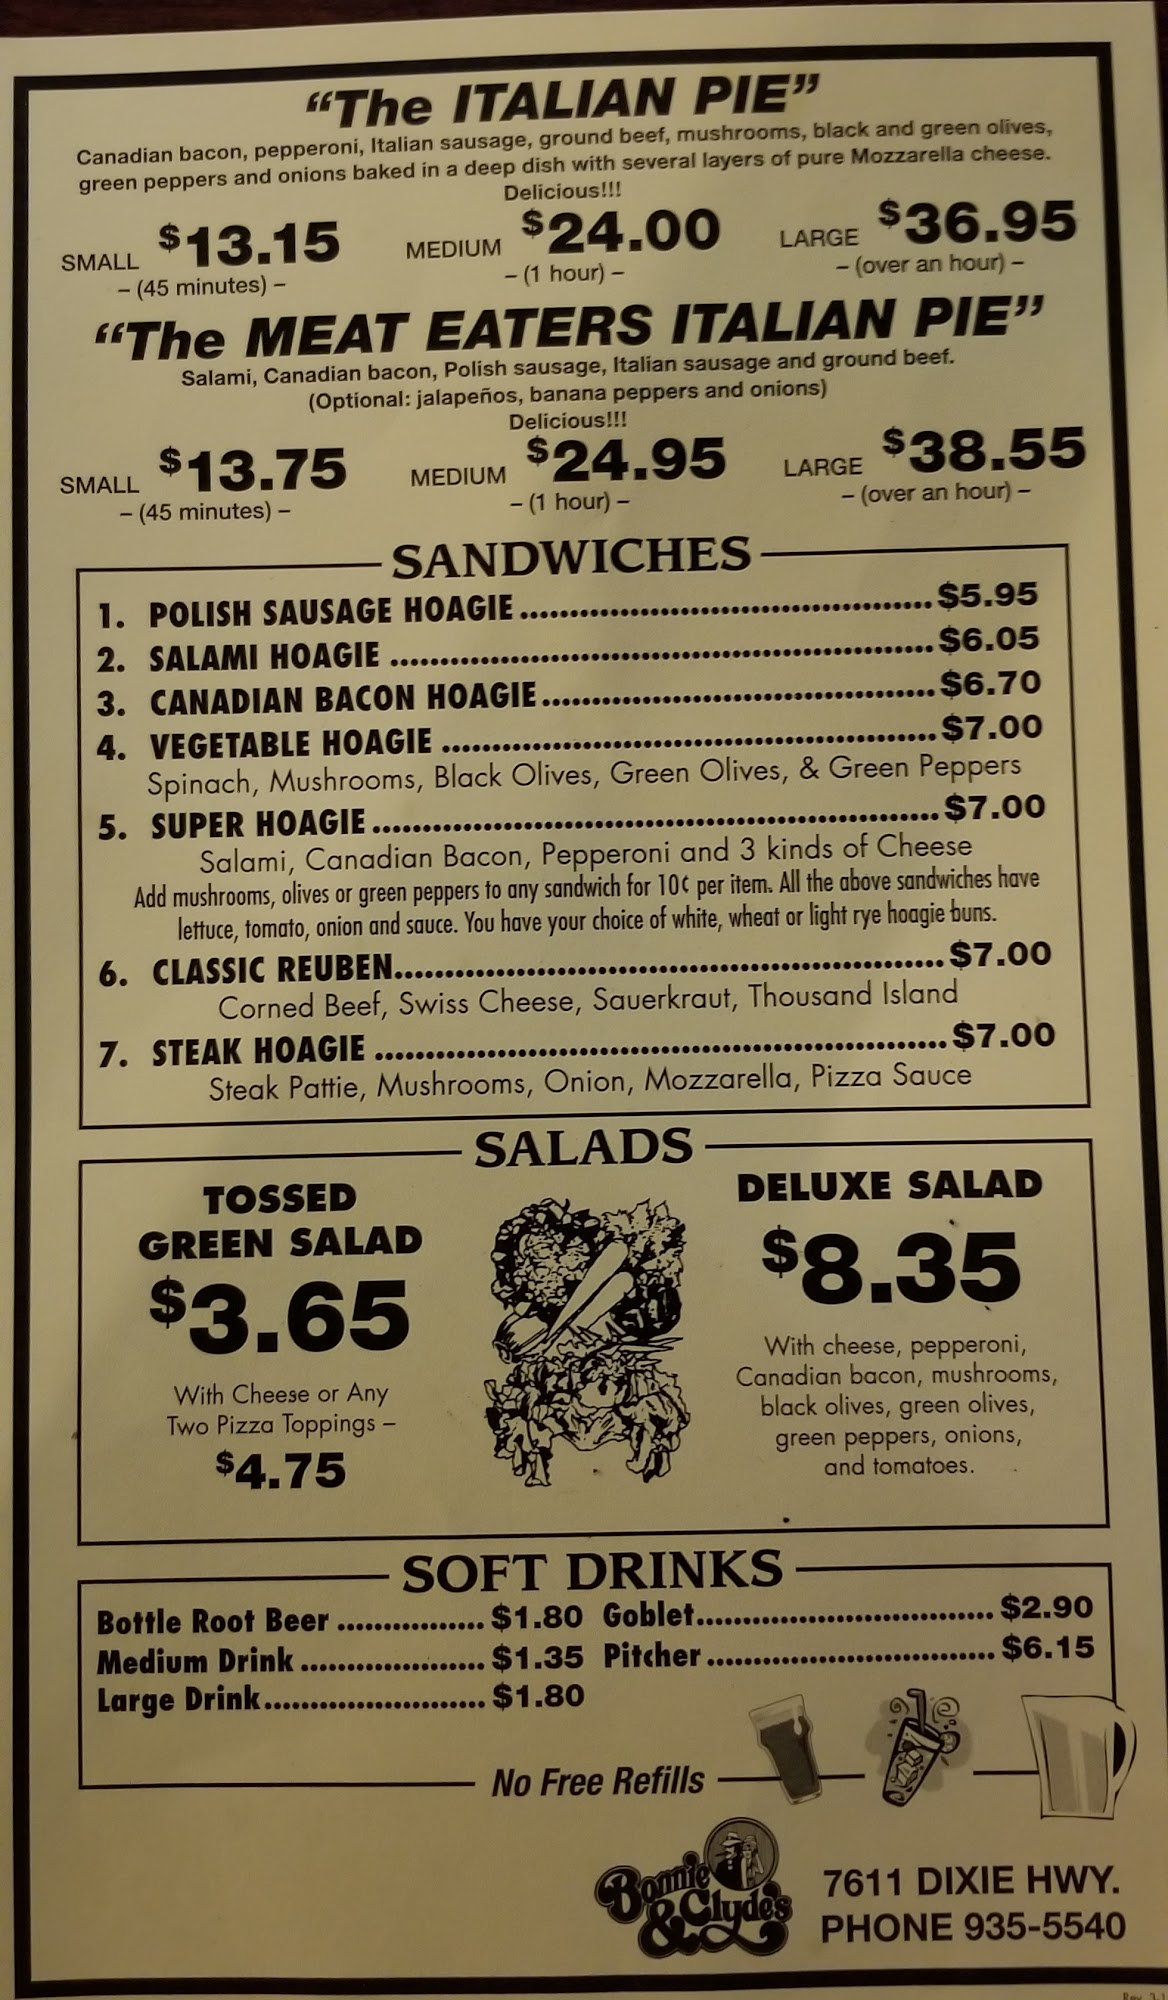 “The ITALIAN PIE”
Canadian bacon, pepperoni, Italian sausage, ground beef, mushrooms, black and green olives,
green peppers and onions baked in a deep dish with several layers of pure Mozzarella cheese.
Delicious!!!
SMALL $13.15 MEDIUM $24.00 LARGE $36.95
– (45 minutes) – – (1 hour) – – (over an hour) –
“The MEAT EATERS ITALIAN PIE”
Salami, Canadian bacon, Polish sausage, Italian sausage and ground beef.
(Optional: jalapeños, banana peppers and onions)
Delicious!!!
SMALL $13.75 MEDIUM $24.95 LARGE $38.55
– (45 minutes) – – (1 hour) – – (over an hour) –
SANDWICHES
1. POLISH SAUSAGE HOAGIE $5.95
2. SALAMI HOAGIE $6.05
3. CANADIAN BACON HOAGIE $6.70
4. VEGETABLE HOAGIE $7.00
Spinach, Mushrooms, Black Olives, Green Olives, & Green Peppers
5. SUPER HOAGIE $7.00
Salami, Canadian Bacon, Pepperoni and 3 kinds of Cheese
Add mushrooms, olives or green peppers to any sandwich for 10¢ per item. All the above sandwiches have
lettuce, tomato, onion and sauce. You have your choice of white, wheat or light rye hoagie buns.
6. CLASSIC REUBEN $7.00
Corned Beef, Swiss Cheese, Sauerkraut, Thousand Island
7. STEAK HOAGIE $7.00
Steak Pattie, Mushrooms, Onion, Mozzarella, Pizza Sauce
SALADS
TOSSED
GREEN SALAD
$3.65
With Cheese or Any
Two Pizza Toppings –
$4.75
DELUXE SALAD
$8.35
With cheese, pepperoni,
Canadian bacon, mushrooms,
black olives, green olives,
green peppers, onions,
and tomatoes.
SOFT DRINKS
Bottle Root Beer $1.80 Goblet $2.90
Medium Drink $1.35 Pitcher $6.15
Large Drink $1.80
No Free Refills
Bonnie
& Clyde's
7611 DIXIE HWY.
PHONE 935-5540